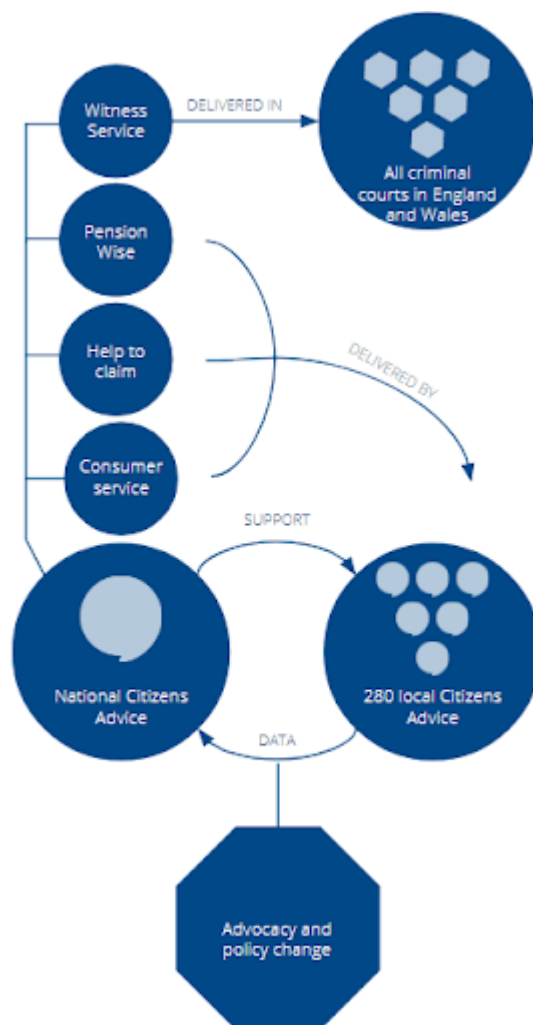 Witness
Service
DELIVERED IN
All criminal
courts in England
and Wales
Pension
Wise
Help to
claim
DELIVERED BY
Consumer
service
SUPPORT
National Citizens
Advice
280 local Citizens
Advice
DATA
Advocacy and
policy change